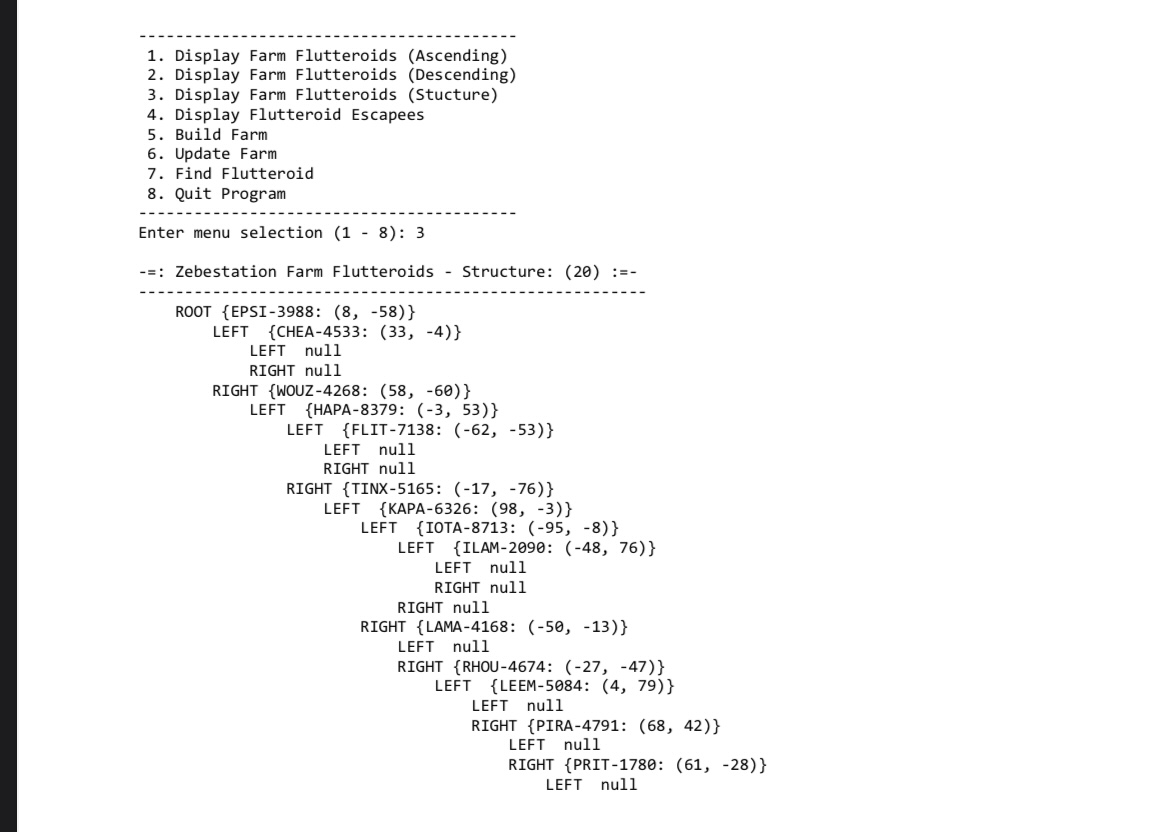 -----------------------------------------
 1. Display Farm Flutteroids (Ascending)
 2. Display Farm Flutteroids (Descending)
 3. Display Farm Flutteroids (Stucture)
 4. Display Flutteroid Escapees
 5. Build Farm
 6. Update Farm
 7. Find Flutteroid
 8. Quit Program
-----------------------------------------
Enter menu selection (1 - 8): 3

-=: Zebestation Farm Flutteroids - Structure: (20) :=-
-------------------------------------------------------
    ROOT {EPSI-3988: (8, -58)}
        LEFT  {CHEA-4533: (33, -4)}
            LEFT  null
            RIGHT null
        RIGHT {WOUZ-4268: (58, -60)}
            LEFT  {HAPA-8379: (-3, 53)}
                LEFT  {FLIT-7138: (-62, -53)}
                    LEFT  null
                    RIGHT null
                RIGHT {TINX-5165: (-17, -76)}
                    LEFT  {KAPA-6326: (98, -3)}
                        LEFT  {IOTA-8713: (-95, -8)}
                            LEFT  {ILAM-2090: (-48, 76)}
                                LEFT  null
                                RIGHT null
                            RIGHT null
                        RIGHT {LAMA-4168: (-50, -13)}
                            LEFT  null
                            RIGHT {RHOU-4674: (-27, -47)}
                                LEFT  {LEEM-5084: (4, 79)}
                                    LEFT  null
                                    RIGHT {PIRA-4791: (68, 42)}
                                        LEFT  null
                                        RIGHT {PRIT-1780: (61, -28)}
                                            LEFT  null